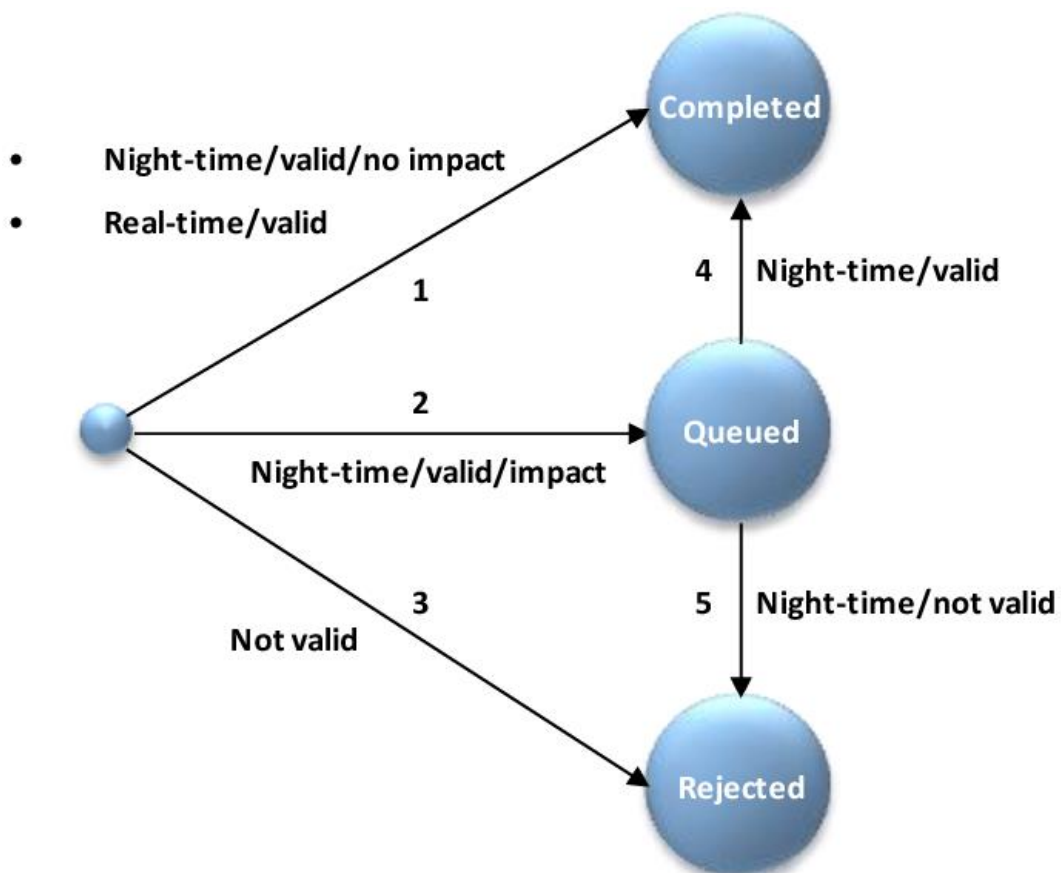 Completed
• Night-time/valid/no impact
• Real-time/valid
4 Night-time/valid
1
2
Queued
Night-time/valid/impact
3
5 Night-time/not valid
Not valid
Rejected